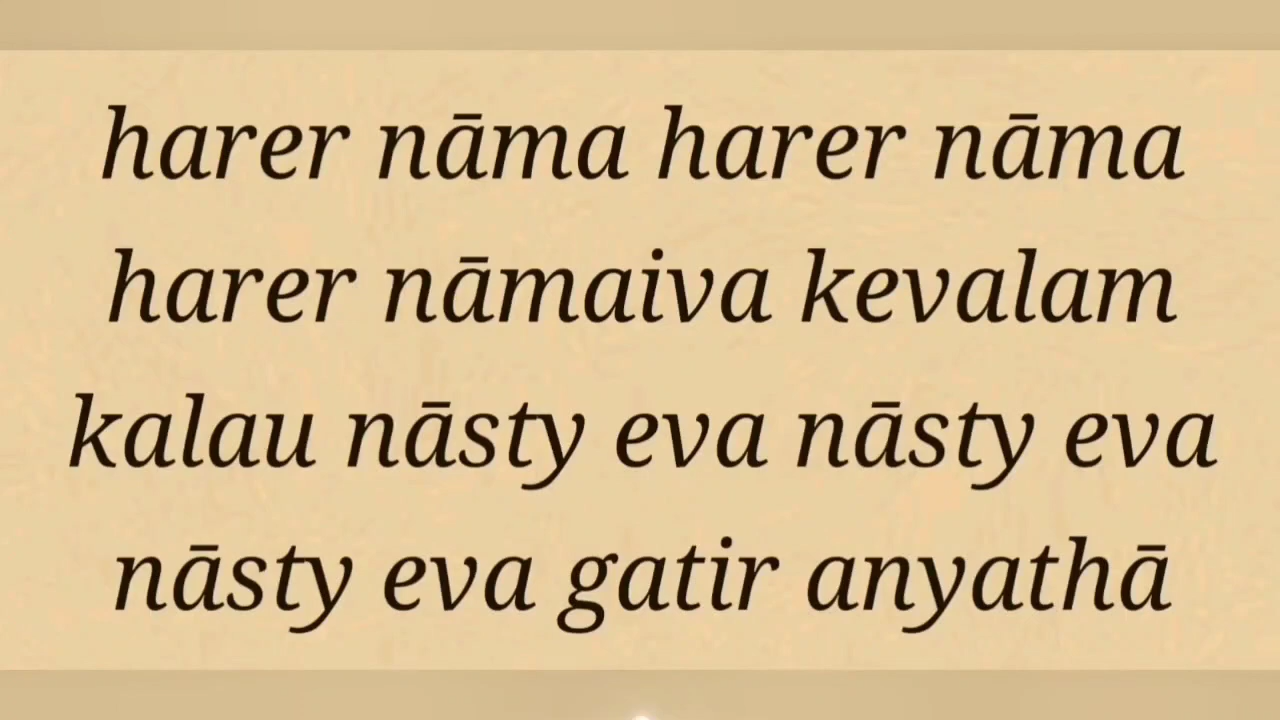 harer nāma harer nāma
harer nāmaiva kevalam
kalau nāsty eva nāsty eva
nāsty eva gatir anyathā